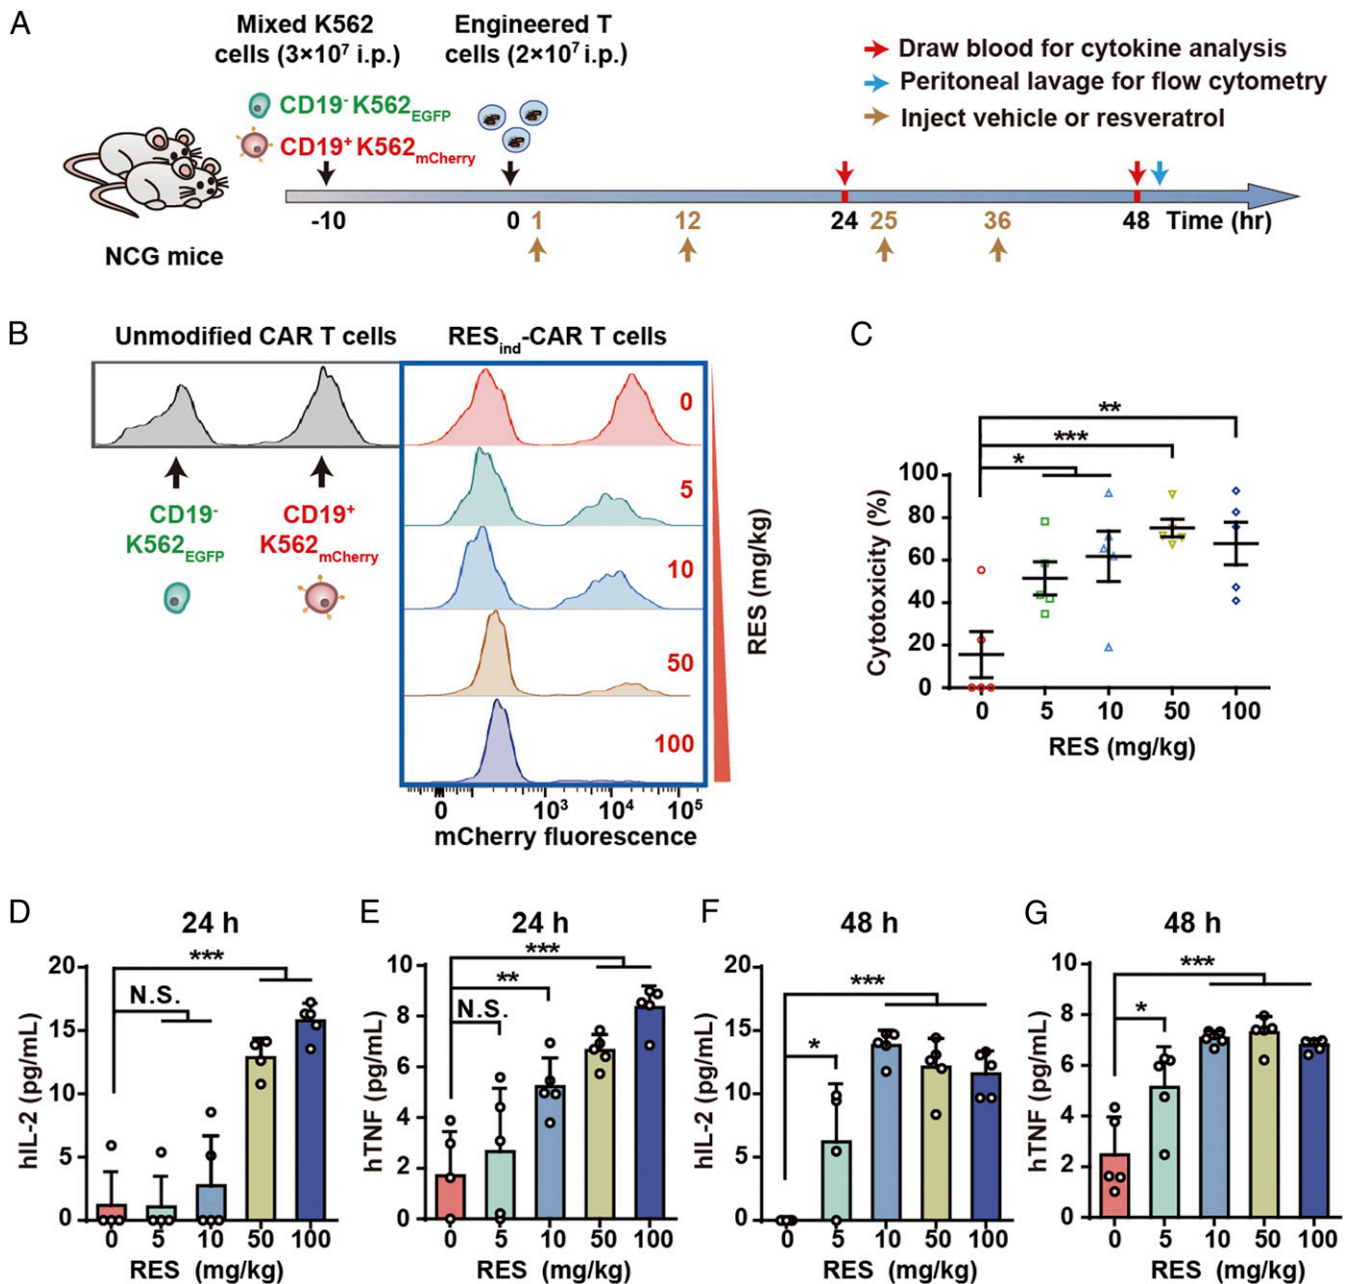 A
Mixed K562
cells (3×10⁷ i.p.)
CD19⁻ K562EGFP
CD19⁺ K562mCherry
Engineered T
cells (2×10⁷ i.p.)
Draw blood for cytokine analysis
Peritoneal lavage for flow cytometry
Inject vehicle or resveratrol
NCG mice
-10 0 1 12 24 25 36 48 Time (hr)
B
Unmodified CAR T cells
RESind-CAR T cells
CD19⁻
K562EGFP
CD19⁺
K562mCherry
0
5
10
50
100
RES (mg/kg)
0 10³ 10⁴ 10⁵
mCherry fluorescence
C
**
***
*
Cytotoxicity (%)
100
80
60
40
20
0
0 5 10 50 100
RES (mg/kg)
D
24 h
***
N.S.
hIL-2 (pg/mL)
20
15
10
5
0
0 5 10 50 100
RES (mg/kg)
E
24 h
***
**
N.S.
hTNF (pg/mL)
10
8
6
4
2
0
0 5 10 50 100
RES (mg/kg)
F
48 h
***
*
hIL-2 (pg/mL)
20
15
10
5
0
0 5 10 50 100
RES (mg/kg)
G
48 h
***
*
hTNF (pg/mL)
10
8
6
4
2
0
0 5 10 50 100
RES (mg/kg)